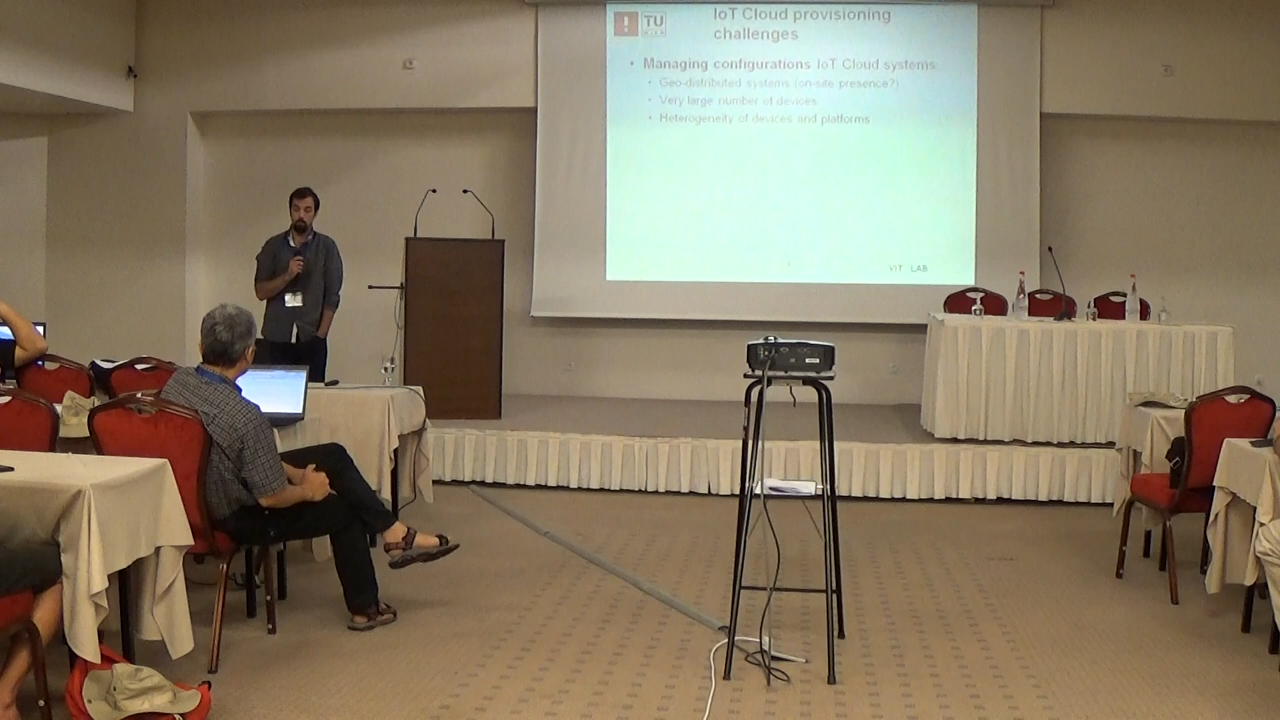 IoT Cloud provisioning
challenges
TU
• Managing configurations IoT Cloud systems:
• Geo-distributed systems (on-site presence?)
• Very large number of devices
• Heterogeneity of devices and platforms
VIT LAB